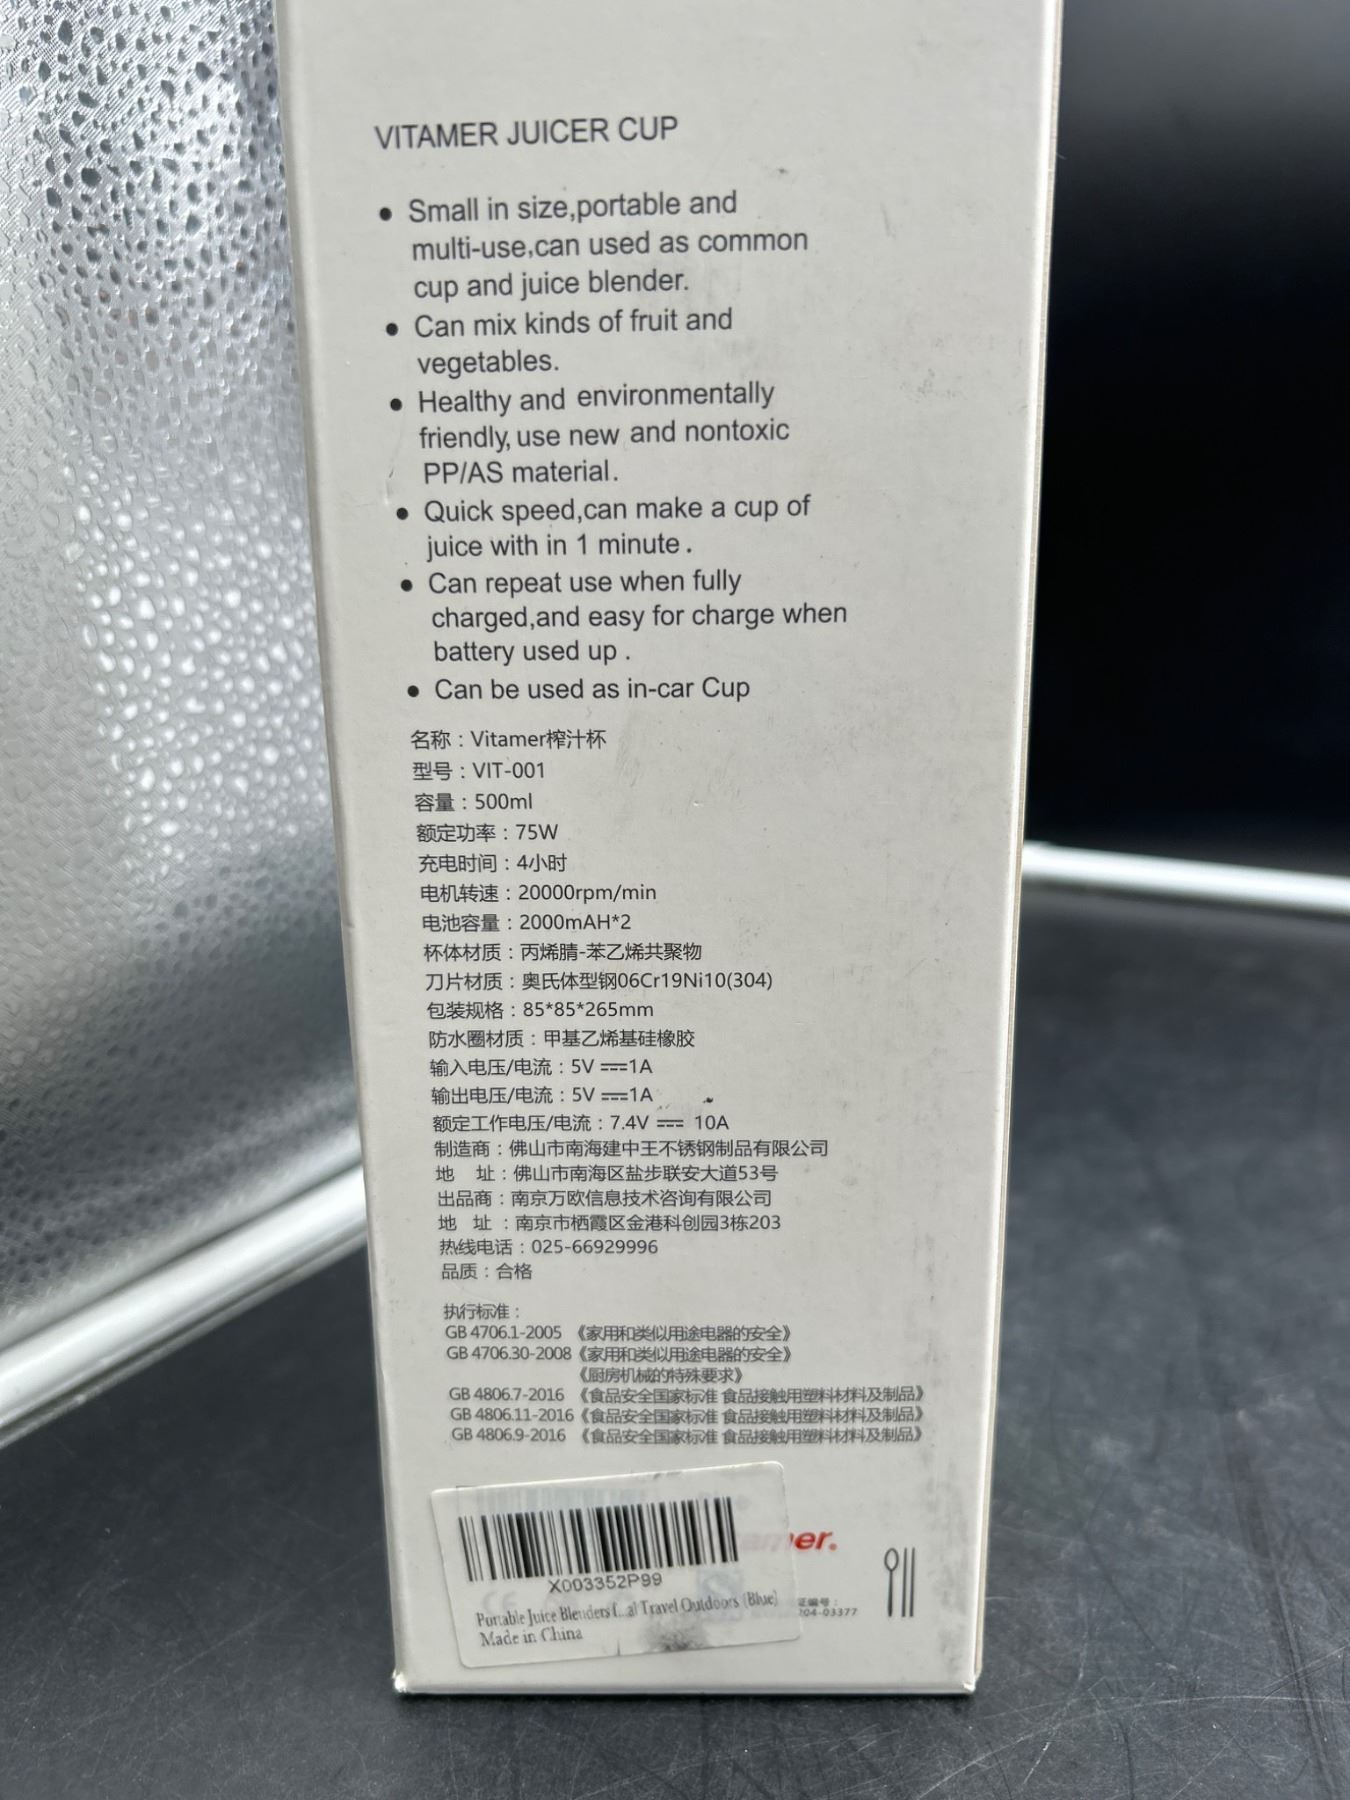 VITAMER JUICER CUP
• Small in size,portable and
multi-use,can used as common
cup and juice blender.
• Can mix kinds of fruit and
vegetables.
• Healthy and environmentally
friendly, use new and nontoxic
PP/AS material.
• Quick speed,can make a cup of
juice with in 1 minute .
• Can repeat use when fully
charged,and easy for charge when
battery used up .
• Can be used as in-car Cup
名称：Vitamer榨汁杯
型号：VIT-001
容量：500ml
额定功率：75W
充电时间：4小时
电机转速：20000rpm/min
电池容量：2000mAH*2
杯体材质：丙烯腈-苯乙烯共聚物
刀片材质：奥氏体型钢06Cr19Ni10(304)
包装规格：85*85*265mm
防水圈材质：甲基乙烯基硅橡胶
输入电压/电流：5V ⎓1A
输出电压/电流：5V ⎓1A
额定工作电压/电流：7.4V ⎓ 10A
制造商：佛山市南海建中王不锈钢制品有限公司
地 址：佛山市南海区盐步联安大道53号
出品商：南京万欧信息技术咨询有限公司
地 址：南京市栖霞区金港科创园3栋203
热线电话：025-66929996
品质：合格
执行标准：
GB 4706.1-2005 《家用和类似用途电器的安全》
GB 4706.30-2008《家用和类似用途电器的安全》
《厨房机械的特殊要求》
GB 4806.7-2016 《食品安全国家标准 食品接触用塑料材料及制品》
GB 4806.11-2016《食品安全国家标准 食品接触用塑料材料及制品》
GB 4806.9-2016 《食品安全国家标准 食品接触用塑料材料及制品》
amer.
X003352P99
Portable Juice Blenders f...al Travel Outdoors (Blue)
Made in China
证编号：
204-03377